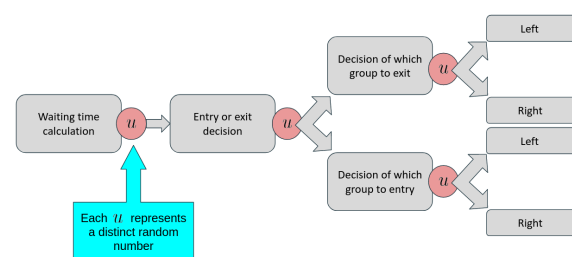 Waiting time
calculation
u
Entry or exit
decision
u
Decision of which
group to exit
u
Left
Right
Decision of which
group to entry
u
Left
Right
Each u represents
a distinct random
number